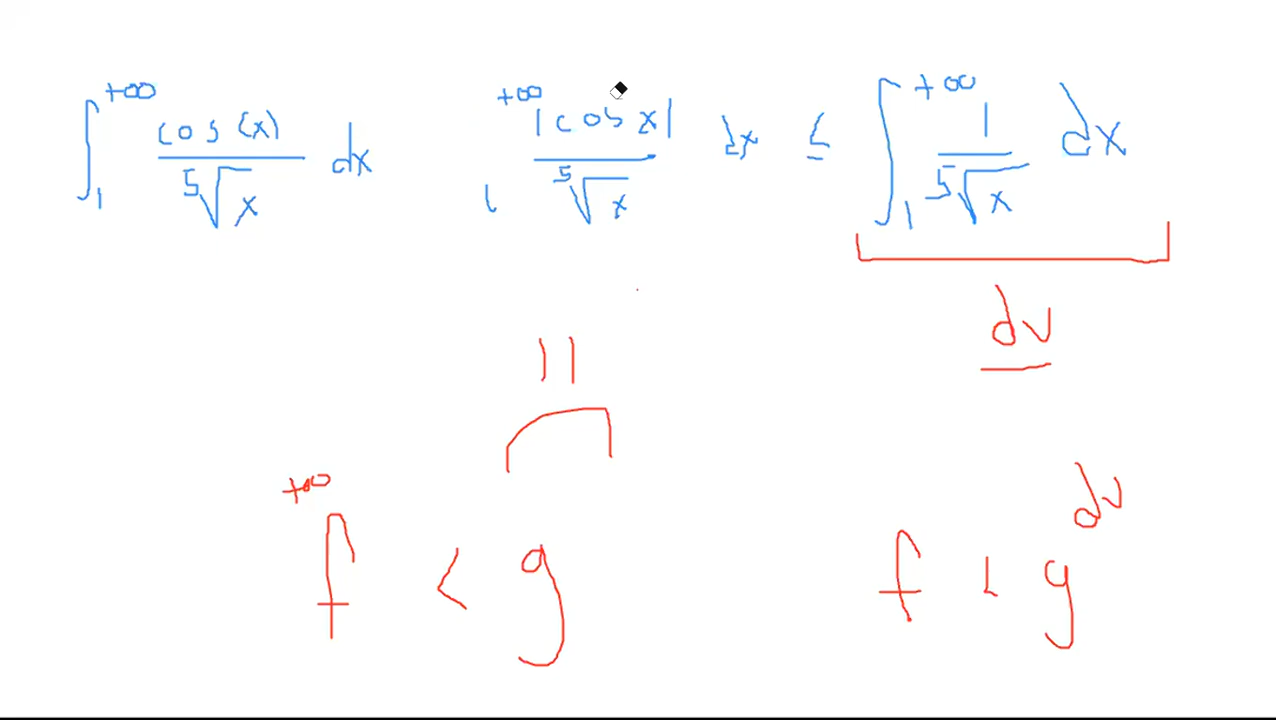 ∫₁^{+∞} cos(x)/⁵√x dx   ₁^{+∞} |cos x|/⁵√x dx ≤ ∫₁^{+∞} 1/⁵√x dx
dv
||
+∞ dv
f < g f < g